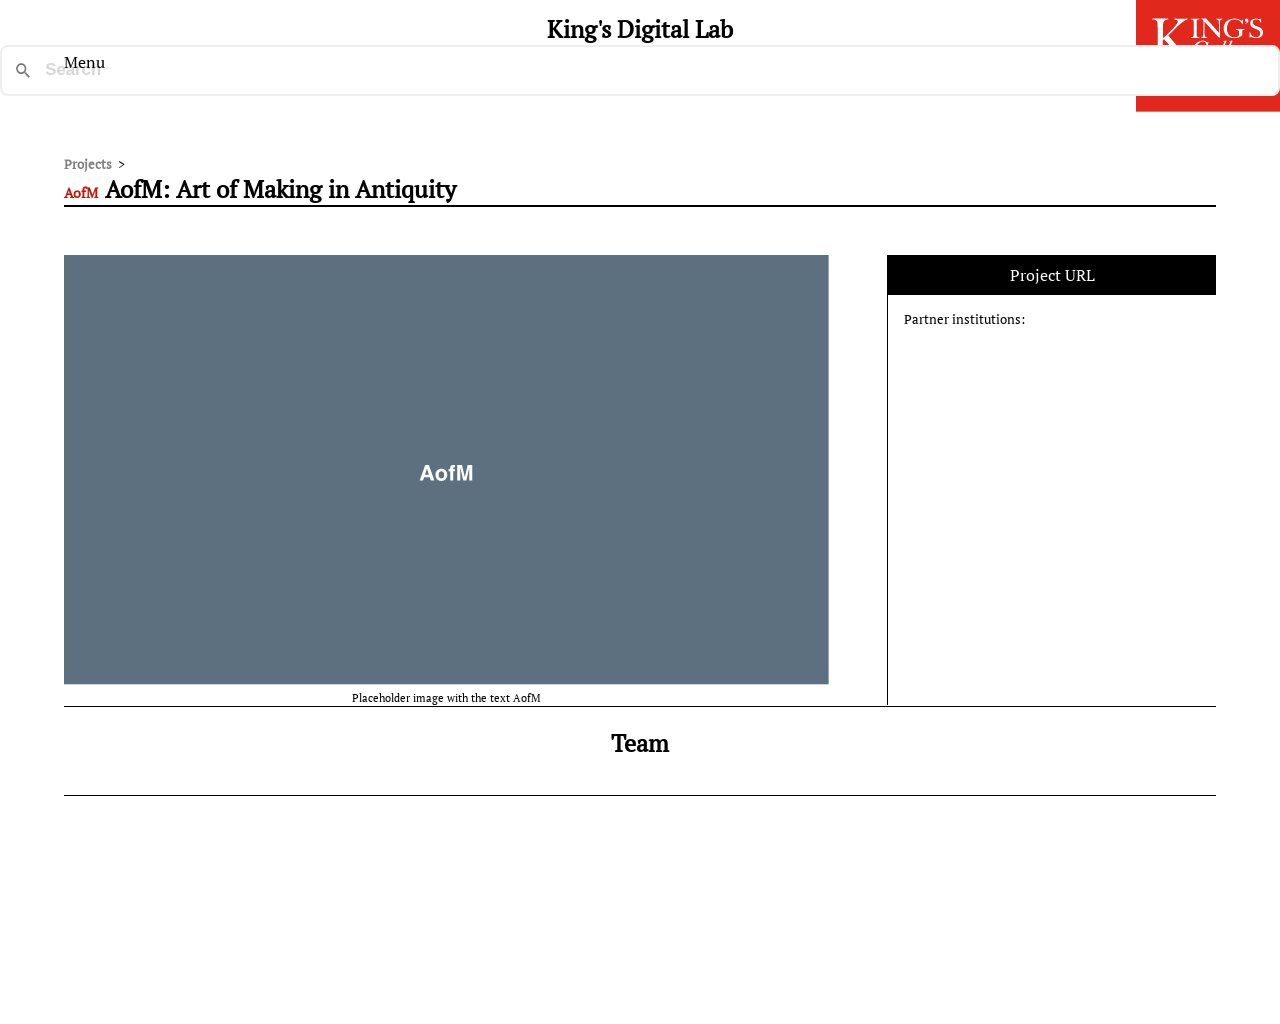 King's Digital Lab
KING'S
Menu
Search
Projects >
AofM AofM: Art of Making in Antiquity
AofM
Project URL
Partner institutions:
Placeholder image with the text AofM
Team